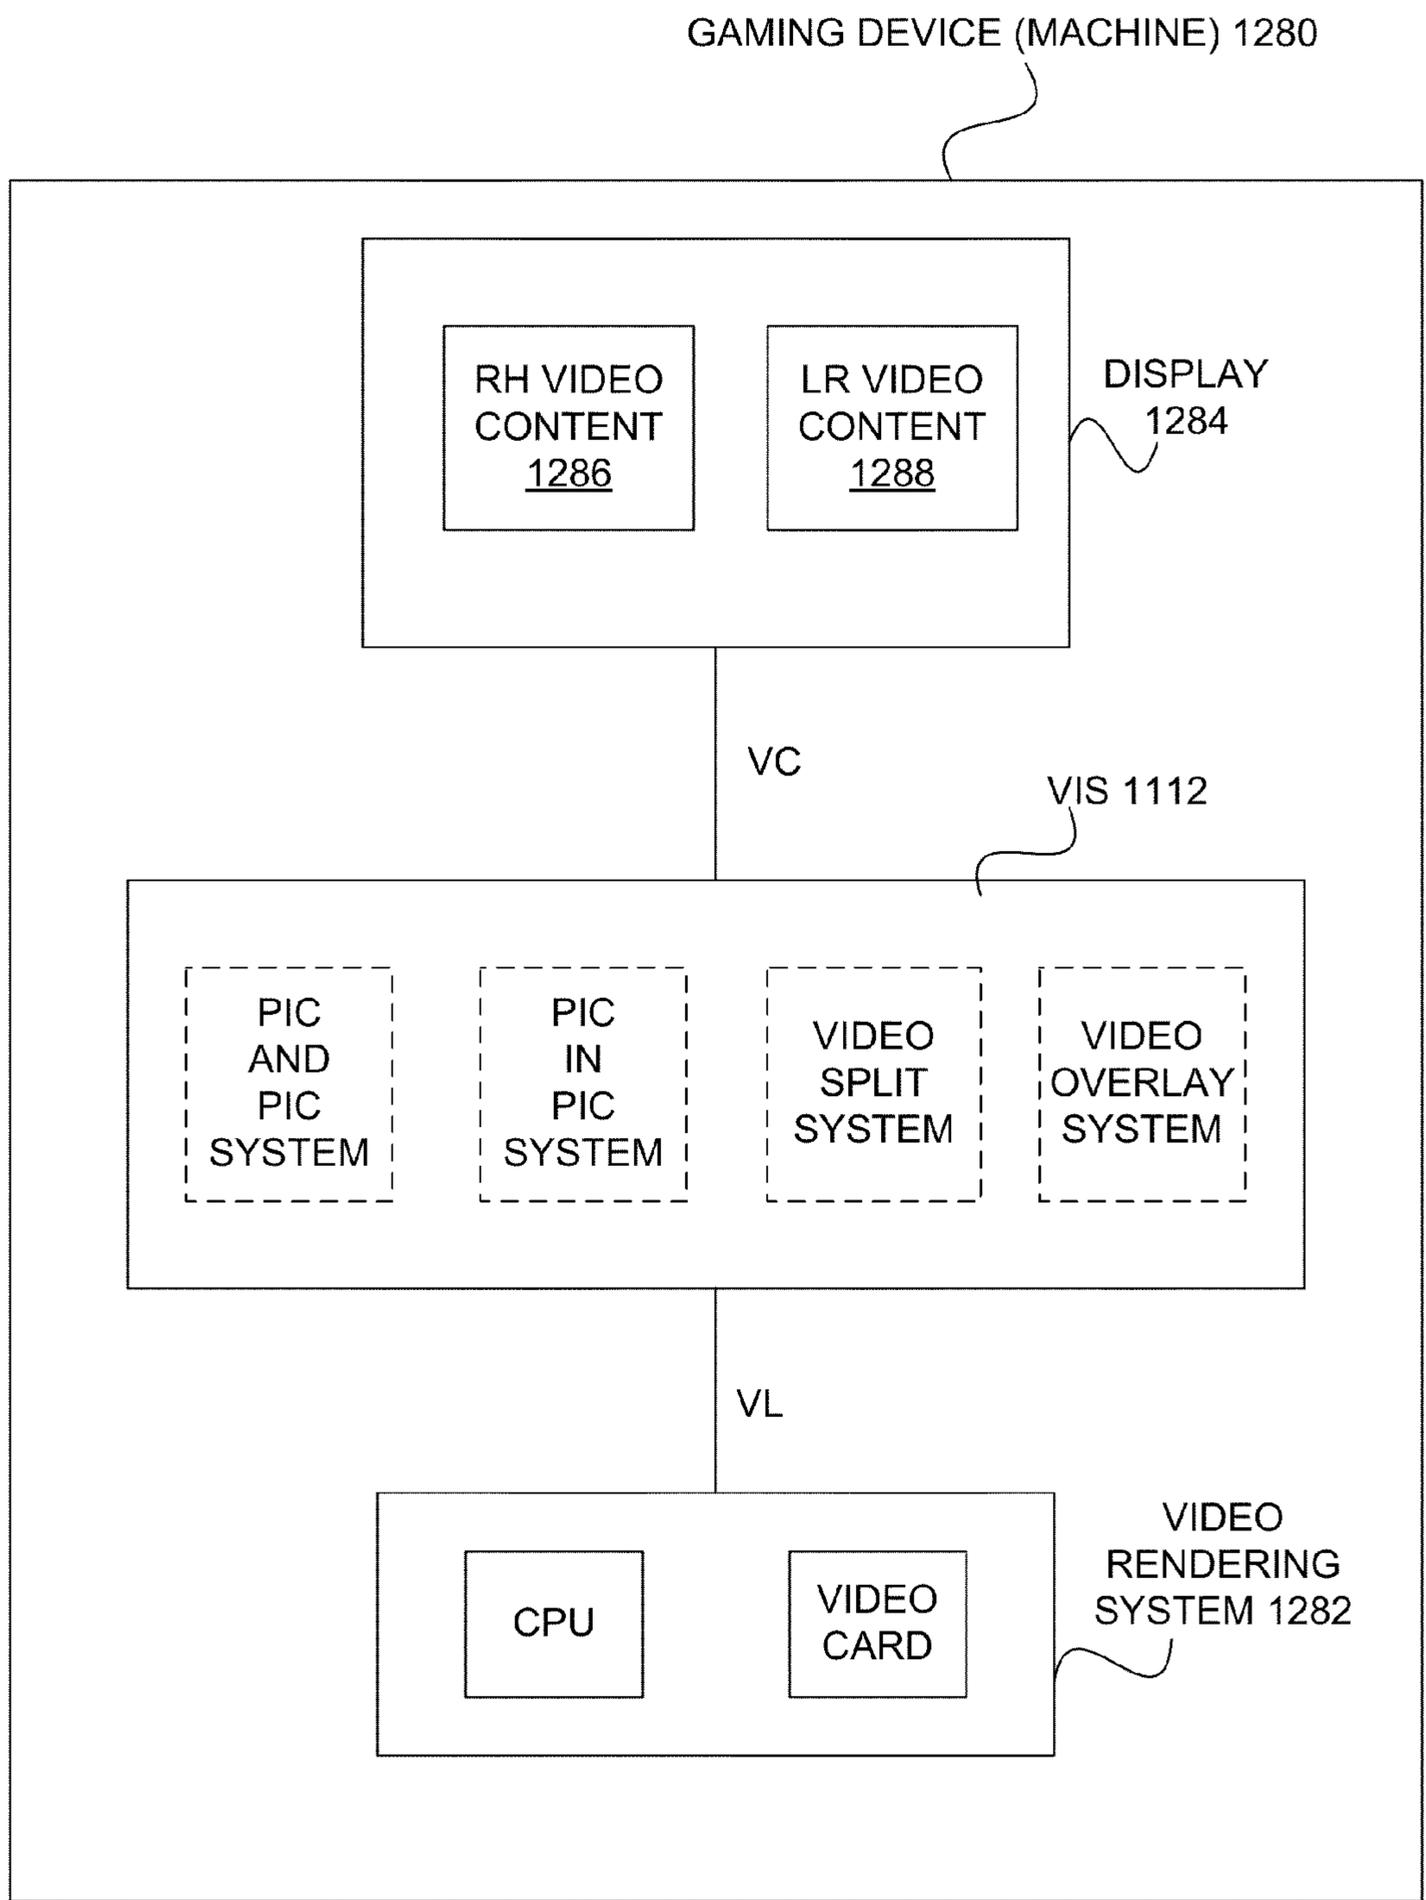 GAMING DEVICE (MACHINE) 1280
RH VIDEO
CONTENT
1286
LR VIDEO
CONTENT
1288
DISPLAY
1284
VC
VIS 1112
PIC
AND
PIC
SYSTEM
PIC
IN
PIC
SYSTEM
VIDEO
SPLIT
SYSTEM
VIDEO
OVERLAY
SYSTEM
VL
CPU
VIDEO
CARD
VIDEO
RENDERING
SYSTEM 1282